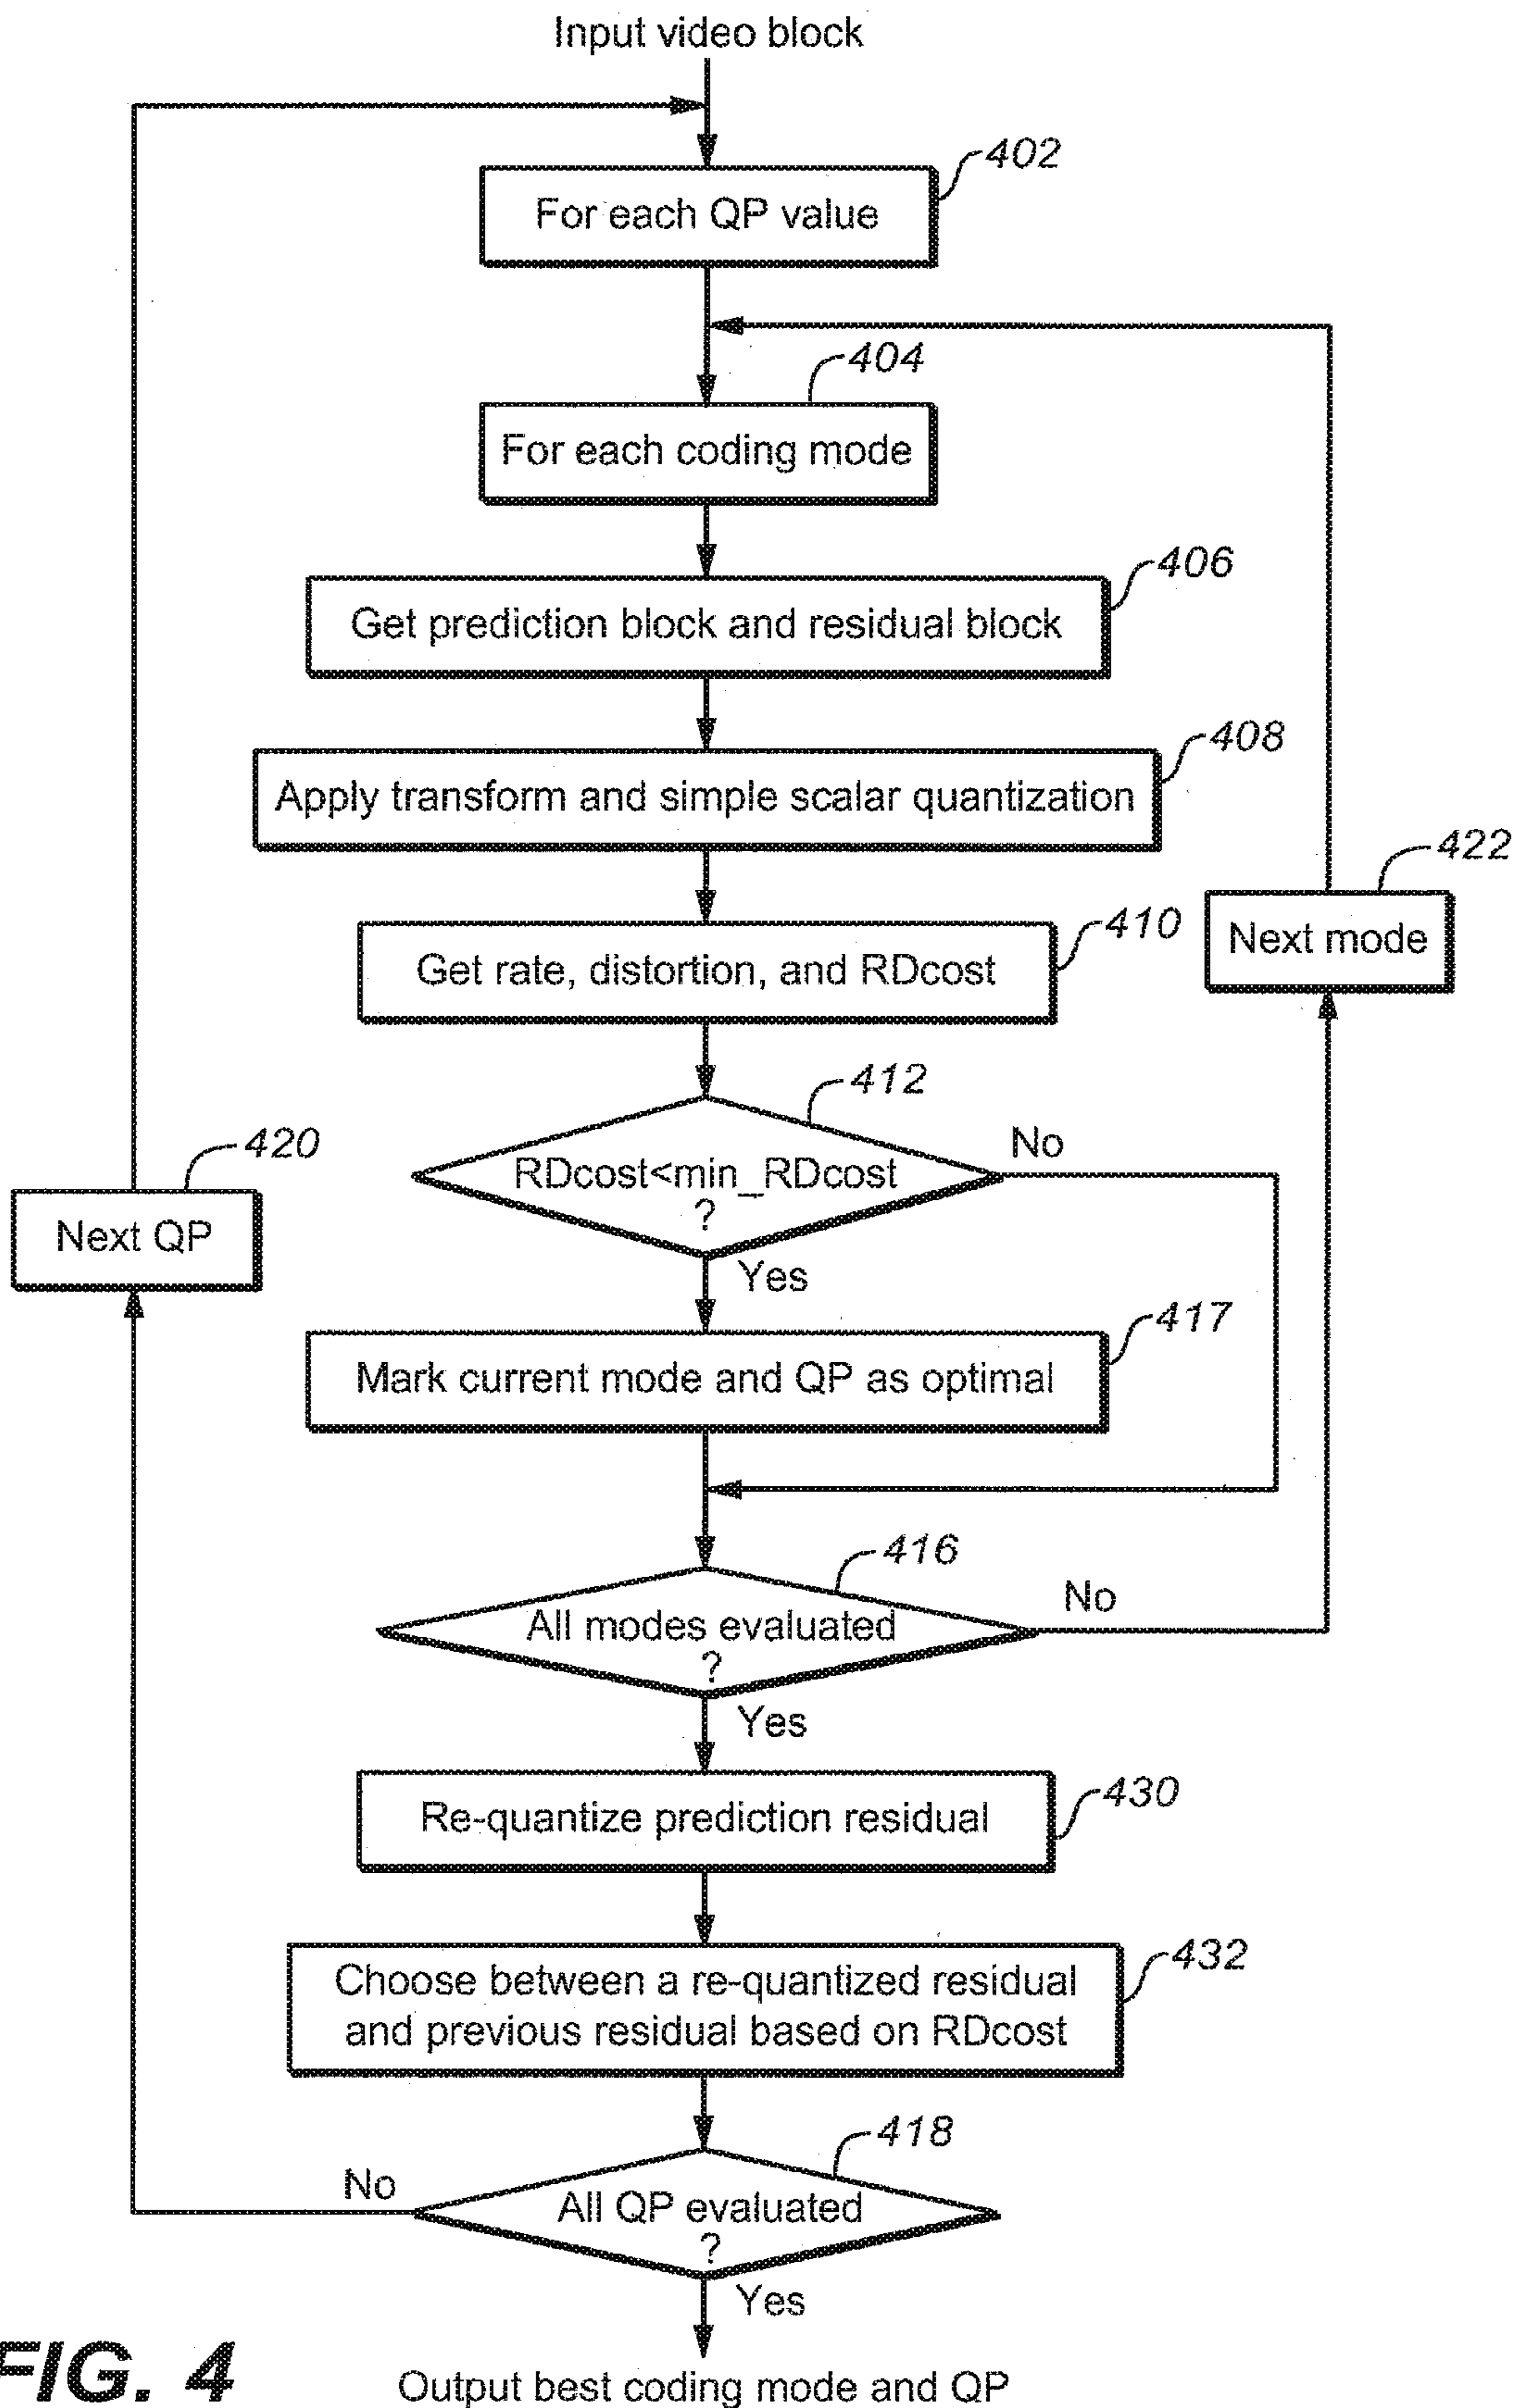 Input video block
402
For each QP value
404
For each coding mode
406
Get prediction block and residual block
408
Apply transform and simple scalar quantization
422
Next mode
410
Get rate, distortion, and RDcost
412
RDcost<min_RDcost
?
No
Yes
420
Next QP
417
Mark current mode and QP as optimal
416
All modes evaluated
?
No
Yes
430
Re-quantize prediction residual
432
Choose between a re-quantized residual
and previous residual based on RDcost
418
All QP evaluated
?
No
Yes
FIG. 4
Output best coding mode and QP